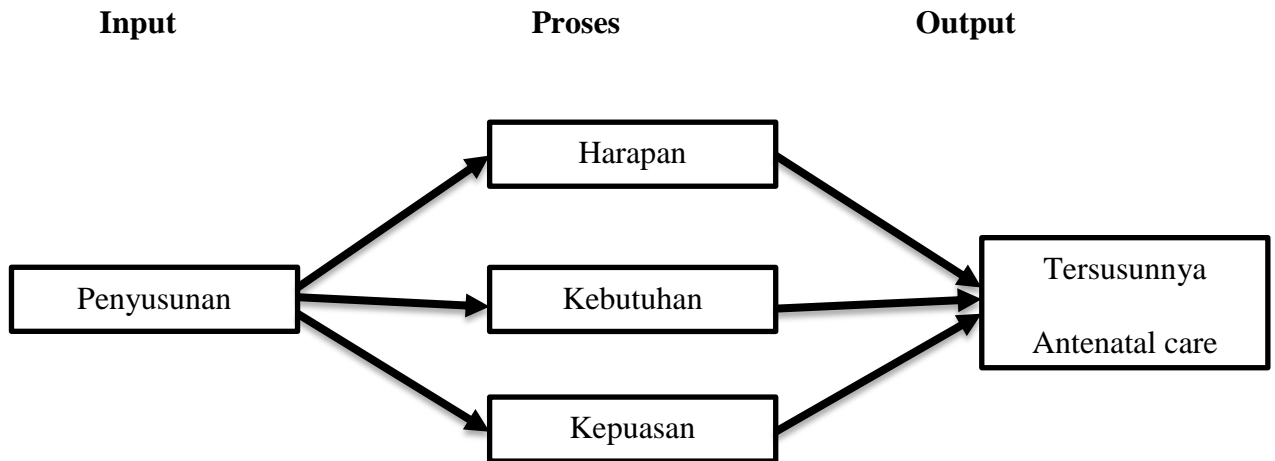 Input Proses Output
Harapan
Penyusunan
Kebutuhan
Tersusunnya
Antenatal care
Kepuasan